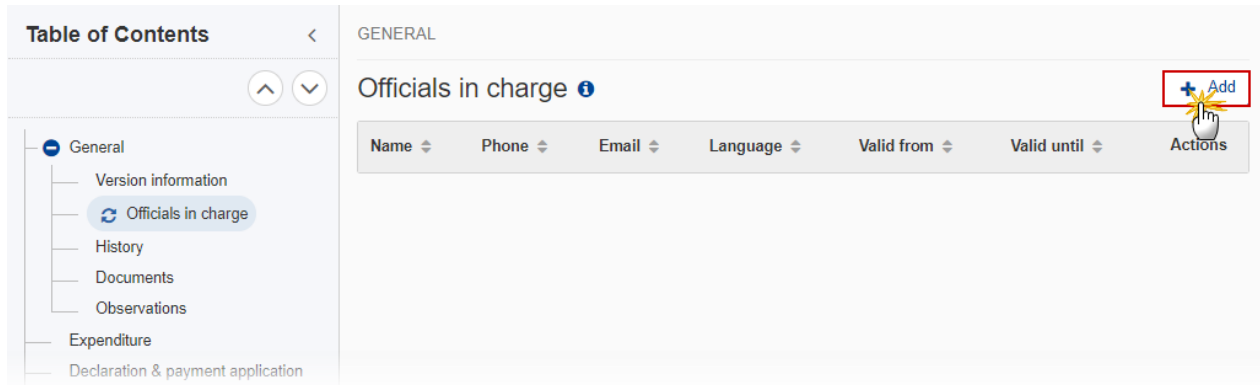 Table of Contents
General
Version information
Officials in charge
History
Documents
Observations
Expenditure
Declaration & payment application
GENERAL
Officials in charge
Add
Name Phone Email Language Valid from Valid until Actions